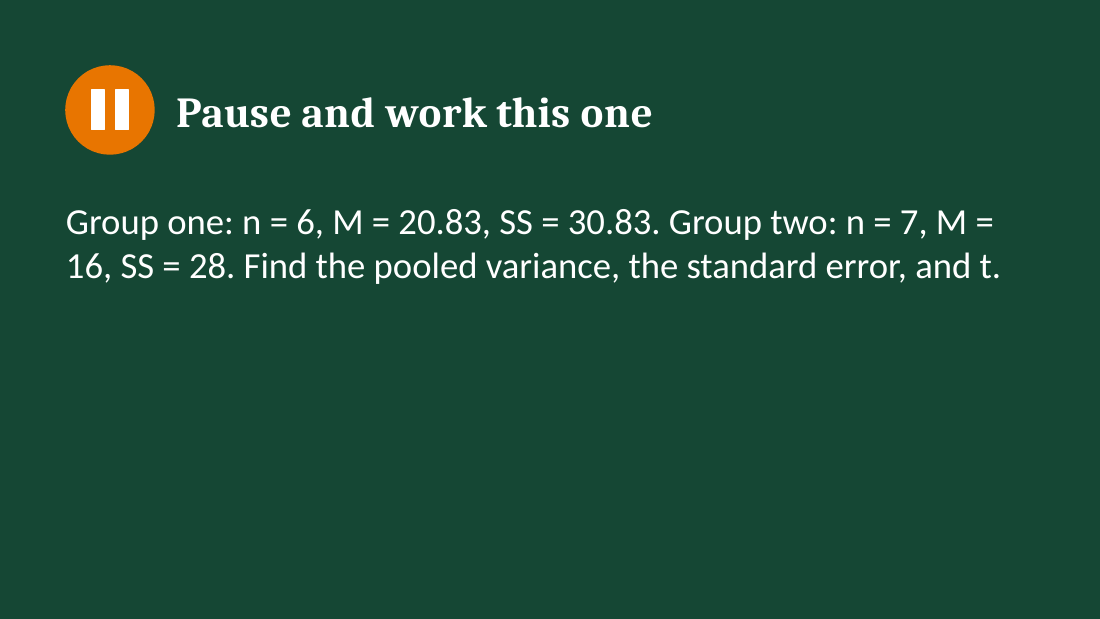 Pause and work this one
Group one: n = 6, M = 20.83, SS = 30.83. Group two: n = 7, M =
16, SS = 28. Find the pooled variance, the standard error, and t.